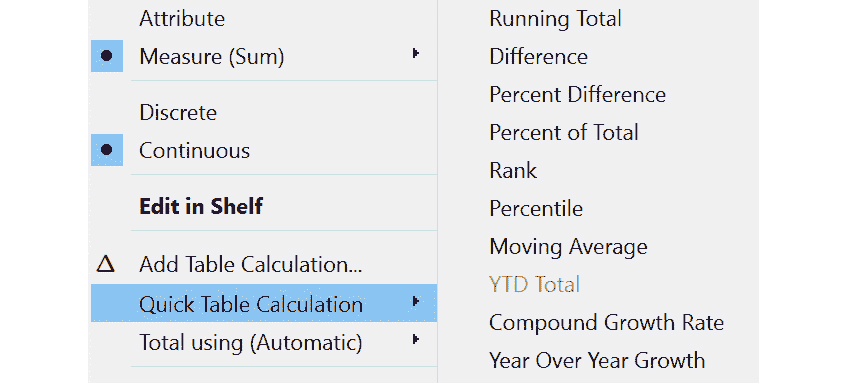 Attribute
Measure (Sum)
Discrete
Continuous
Edit in Shelf
Add Table Calculation...
Quick Table Calculation
Total using (Automatic)
Running Total
Difference
Percent Difference
Percent of Total
Rank
Percentile
Moving Average
YTD Total
Compound Growth Rate
Year Over Year Growth